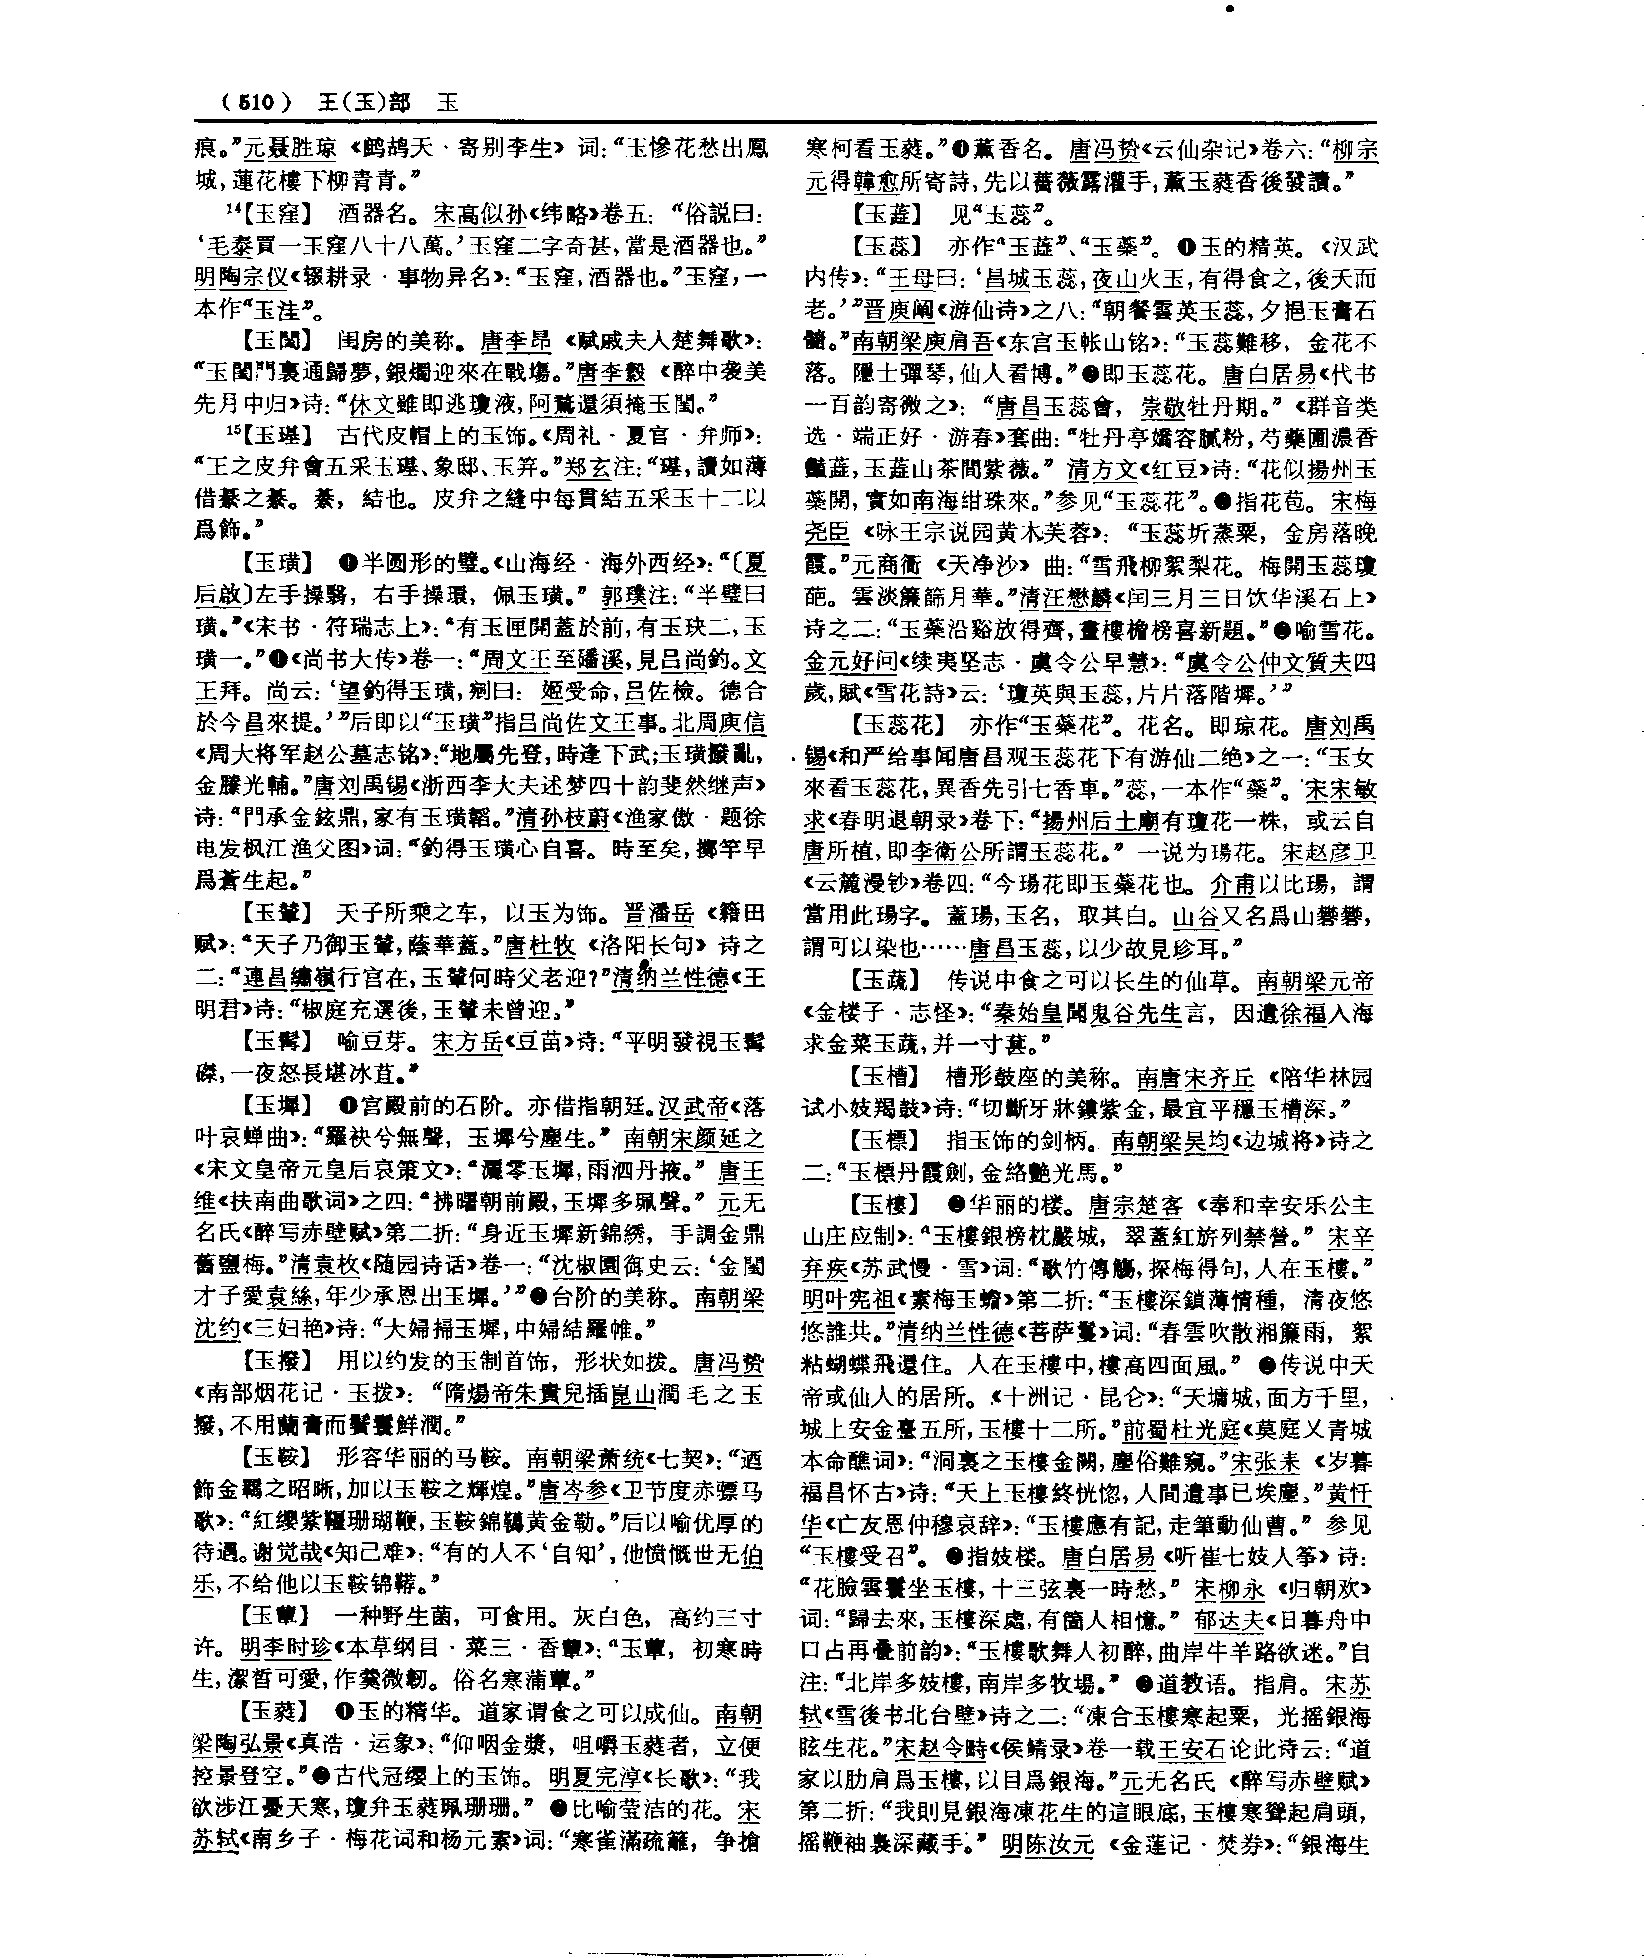 （510） 王(玉)部 玉
痕。”元聂胜琼《鹧鸪天·寄别李生》词：“玉慘花愁出鳳
城，蓮花樓下柳青青。”
14【玉窪】 酒器名。宋高似孙《纬略》卷五：“俗説曰：
‘毛泰買一玉窪八十八萬。’玉窪二字奇甚，當是酒器也。”
明陶宗仪《辍耕录·事物异名》：“玉窪，酒器也。”玉窪，一
本作“玉洼”。
【玉閨】 闺房的美称。唐李昂《赋戚夫人楚舞歌》：
“玉閨門裏通歸夢，銀燭迎來在戰場。”唐李縠《醉中袭美
先月中归》诗：“休文雖即逃瓊液，阿鶩還須掩玉閨。”
15【玉璂】 古代皮帽上的玉饰。《周礼·夏官·弁师》：
“王之皮弁會五采玉璂、象邸、玉笄。”郑玄注：“璂，讀如薄
借綦之綦。綦，結也。皮弁之縫中每貫結五采玉十二以
爲飾。”
【玉璜】 ❶半圆形的璧。《山海经·海外西经》：“〔夏
后啟〕左手操翳，右手操環，佩玉璜。”郭璞注：“半璧曰
璜。”《宋书·符瑞志上》：“有玉匣開蓋於前，有玉玦二，玉
璜一。”❷《尚书大传》卷一：“周文王至磻溪，見吕尚釣。文
王拜。尚云：‘望釣得玉璜，剜曰：姬受命，吕佐檢。德合
於今昌來提。’”后即以“玉璜”指吕尚佐文王事。北周庾信
《周大将军赵公墓志铭》：“地屬先登，時逢下武；玉璜撥亂，
金縢光輔。”唐刘禹锡《浙西李大夫述梦四十韵斐然继声》
诗：“門承金鉉鼎，家有玉璜韜。”清孙枝蔚《渔家傲·题徐
电发枫江渔父图》词：“釣得玉璜心自喜。時至矣，擲竿早
爲蒼生起。”
【玉輦】 天子所乘之车，以玉为饰。晋潘岳《籍田
赋》：“天子乃御玉輦，蔭華蓋。”唐杜牧《洛阳长句》诗之
二：“連昌繡嶺行宫在，玉輦何時父老迎？”清纳兰性德《王
明君》诗：“椒庭充選後，玉輦未曾迎。”
【玉髯】 喻豆芽。宋方岳《豆苗》诗：“平明發視玉髯
磔，一夜怒長堪冰苴。”
【玉墀】 ❶宫殿前的石阶。亦借指朝廷。汉武帝《落
叶哀蝉曲》：“羅袂兮無聲，玉墀兮塵生。”南朝宋颜延之
《宋文皇帝元皇后哀策文》：“灑零玉墀，雨泗丹掖。”唐王
维《扶南曲歌词》之四：“拂曙朝前殿，玉墀多珮聲。”元无
名氏《醉写赤壁赋》第二折：“身近玉墀新錦綉，手調金鼎
舊鹽梅。”清袁枚《随园诗话》卷一：“沈椒園御史云：‘金閨
才子愛袁絲，年少承恩出玉墀。’”❷台阶的美称。南朝梁
沈约《三妇艳》诗：“大婦掃玉墀，中婦結羅帷。”
【玉撥】 用以约发的玉制首饰，形状如拨。唐冯贽
《南部烟花记·玉拨》：“隋煬帝朱貴兒插崑山潤毛之玉
撥，不用蘭膏而鬢鬟鮮潤。”
【玉鞍】 形容华丽的马鞍。南朝梁萧统《七契》：“迺
飾金羈之昭晰，加以玉鞍之輝煌。”唐岑参《卫节度赤骠马
歌》：“紅纓紫鞚珊瑚鞭，玉鞍錦韉黄金勒。”后以喻优厚的
待遇。谢觉哉《知己难》：“有的人不‘自知’，他愤慨世无伯
乐，不给他以玉鞍锦鞯。”
【玉蕈】 一种野生菌，可食用。灰白色，高约三寸
许。明李时珍《本草纲目·菜三·香蕈》：“玉蕈，初寒時
生，潔晳可愛，作羹微韌。俗名寒蒲蕈。”
【玉蕤】 ❶玉的精华。道家谓食之可以成仙。南朝
梁陶弘景《真浩·运象》：“仰咽金漿，咀嚼玉蕤者，立便
控景登空。”❷古代冠缨上的玉饰。明夏完淳《长歌》：“我
欲涉江憂天寒，瓊弁玉蕤珮珊珊。”❸比喻莹洁的花。宋
苏轼《南乡子·梅花词和杨元素》词：“寒雀滿疏籬，争搶
寒柯看玉蕤。”❹薰香名。唐冯贽《云仙杂记》卷六：“柳宗
元得韓愈所寄詩，先以薔薇露灌手，薰玉蕤香後發讀。”
【玉蕋】 见“玉蕊”。
【玉蕊】 亦作“玉蕋”、“玉蘂”。❶玉的精英。《汉武
内传》：“王母曰：‘昌城玉蕊，夜山火玉，有得食之，後天而
老。’”晋庾阐《游仙诗》之八：“朝餐雲英玉蕊，夕挹玉膏石
髓。”南朝梁庾肩吾《东宫玉帐山铭》：“玉蕊難移，金花不
落。隱士彈琴，仙人看博。”❷即玉蕊花。唐白居易《代书
一百韵寄微之》：“唐昌玉蕊會，崇敬牡丹期。”《群音类
选·端正好·游春》套曲：“牡丹亭嬌容膩粉，芍藥圃濃香
豔蕋，玉蕋山茶間紫薇。”清方文《红豆》诗：“花似揚州玉
蘂開，實如南海绀珠來。”参见“玉蕊花”。❸指花苞。宋梅
尧臣《咏王宗说园黄木芙蓉》：“玉蕊圻蒸粟，金房落晚
霞。”元商衟《天净沙》曲：“雪飛柳絮梨花。梅開玉蕊瓊
葩。雲淡簾篩月華。”清汪懋麟《闰三月三日饮华溪石上》
诗之二：“玉蘂沿谿放得齊，畫樓檐榜喜新題。”❹喻雪花。
金元好问《续夷坚志·虞令公早慧》：“虞令公仲文質夫四
歲，賦《雪花詩》云：‘瓊英與玉蕊，片片落階墀。’”
【玉蕊花】 亦作“玉蘂花”。花名。即琼花。唐刘禹
锡《和严给事闻唐昌观玉蕊花下有游仙二绝》之一：“玉女
來看玉蕊花，異香先引七香車。”蕊，一本作“蘂”。宋宋敏
求《春明退朝录》卷下：“揚州后土廟有瓊花一株，或云自
唐所植，即李衛公所謂玉蕊花。”一说为瑒花。宋赵彦卫
《云麓漫钞》卷四：“今瑒花即玉蘂花也。介甫以比瑒，謂
當用此瑒字。蓋瑒，玉名，取其白。山谷又名爲山礬，
謂可以染也……唐昌玉蕊，以少故見珍耳。”
【玉蔬】 传说中食之可以长生的仙草。南朝梁元帝
《金楼子·志怪》：“秦始皇聞鬼谷先生言，因遣徐福入海
求金菜玉蔬，并一寸葚。”
【玉槽】 槽形鼓座的美称。南唐宋齐丘《陪华林园
试小妓羯鼓》诗：“切斷牙牀鏤紫金，最宜平穩玉槽深。”
【玉標】 指玉饰的剑柄。南朝梁吴均《边城将》诗之
二：“玉標丹霞劍，金絡艷光馬。”
【玉樓】 ❶华丽的楼。唐宗楚客《奉和幸安乐公主
山庄应制》：“玉樓銀榜枕嚴城，翠蓋紅旂列禁營。”宋辛
弃疾《苏武慢·雪》词：“歌竹傳觴，探梅得句，人在玉樓。”
明叶宪祖《素梅玉蟾》第二折：“玉樓深鎖薄情種，清夜悠
悠誰共。”清纳兰性德《菩萨蛮》词：“春雲吹散湘簾雨，絮
粘蝴蝶飛還住。人在玉樓中，樓高四面風。”❷传说中天
帝或仙人的居所。《十洲记·昆仑》：“天墉城，面方千里，
城上安金臺五所，玉樓十二所。”前蜀杜光庭《莫庭乂青城
本命醮词》：“洞裏之玉樓金闕，塵俗難窺。”宋张耒《岁暮
福昌怀古》诗：“天上玉樓終恍惚，人間遺事已埃塵。”黄忏
华《亡友恩仲穆哀辞》：“玉樓應有記，走筆動仙曹。”参见
“玉樓受召”。❸指妓楼。唐白居易《听崔七妓人筝》诗：
“花臉雲鬟坐玉樓，十三弦裏一時愁。”宋柳永《归朝欢》
词：“歸去來，玉樓深處，有箇人相憶。”郁达夫《日暮舟中
口占再叠前韵》：“玉樓歌舞人初醉，曲岸牛羊路欲迷。”自
注：“北岸多妓樓，南岸多牧場。”❹道教语。指肩。宋苏
轼《雪後书北台壁》诗之二：“凍合玉樓寒起粟，光摇銀海
眩生花。”宋赵令畤《侯鲭录》卷一载王安石论此诗云：“道
家以肋肩爲玉樓，以目爲銀海。”元无名氏《醉写赤壁赋》
第二折：“我則見銀海凍花生的這眼底，玉樓寒聳起肩頭，
摇鞭袖裏深藏手。”明陈汝元《金莲记·焚券》：“銀海生